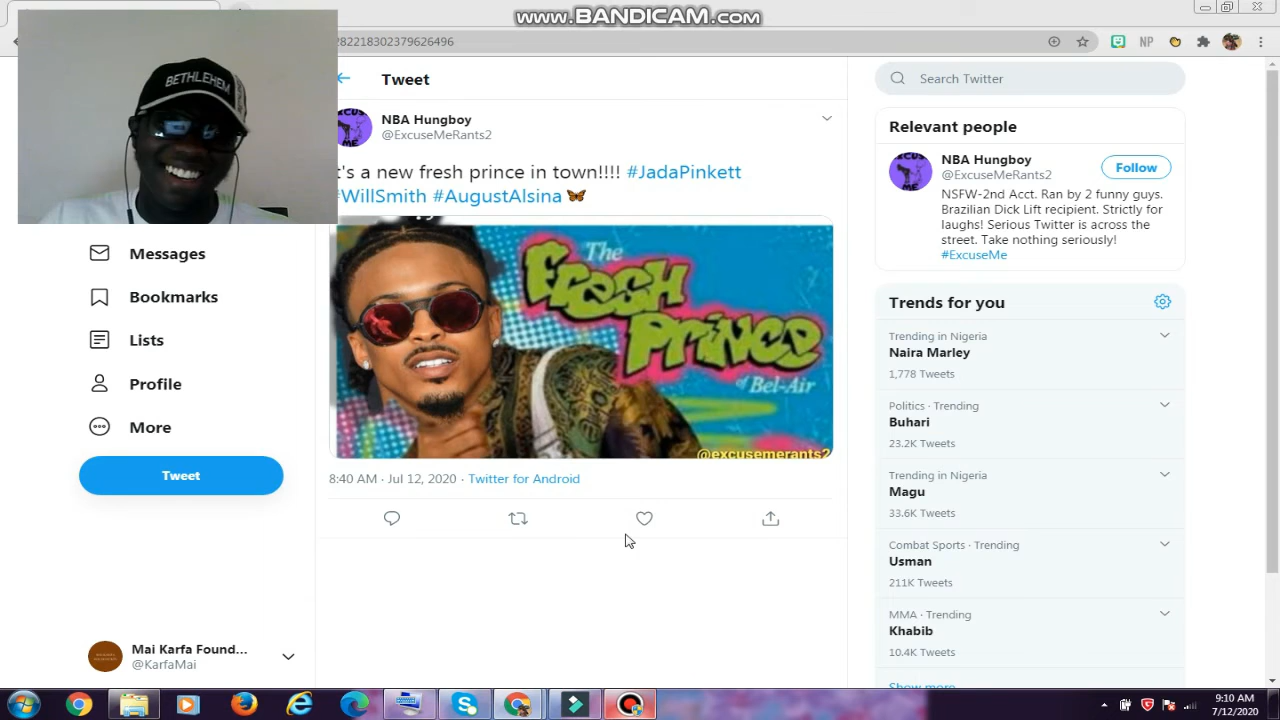 www.BANDICAM.com
282218302379626496
NP
BETHLEHEM
Tweet
Search Twitter
NBA Hungboy
@ExcuseMeRants2
t's a new fresh prince in town!!!! #JadaPinkett
#WillSmith #AugustAlsina 🦋
The
Fresh
Prince
of Bel-Air
@excusemerants2
8:40 AM · Jul 12, 2020 · Twitter for Android
Messages
Bookmarks
Lists
Profile
More
Tweet
Mai Karfa Found...
@KarfaMai
Relevant people
NBA Hungboy
@ExcuseMeRants2
Follow
NSFW-2nd Acct. Ran by 2 funny guys.
Brazilian Dick Lift recipient. Strictly for
laughs! Serious Twitter is across the
street. Take nothing seriously!
#ExcuseMe
Trends for you
Trending in Nigeria
Naira Marley
1,778 Tweets
Politics · Trending
Buhari
23.2K Tweets
Trending in Nigeria
Magu
33.6K Tweets
Combat Sports · Trending
Usman
211K Tweets
MMA · Trending
Khabib
10.4K Tweets
Show more
9:10 AM
7/12/2020